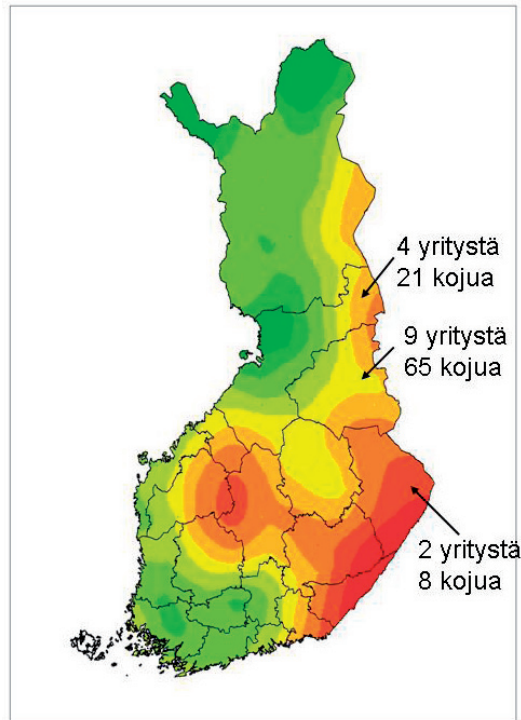 4 yritystä
21 kojua
9 yritystä
65 kojua
2 yritystä
8 kojua